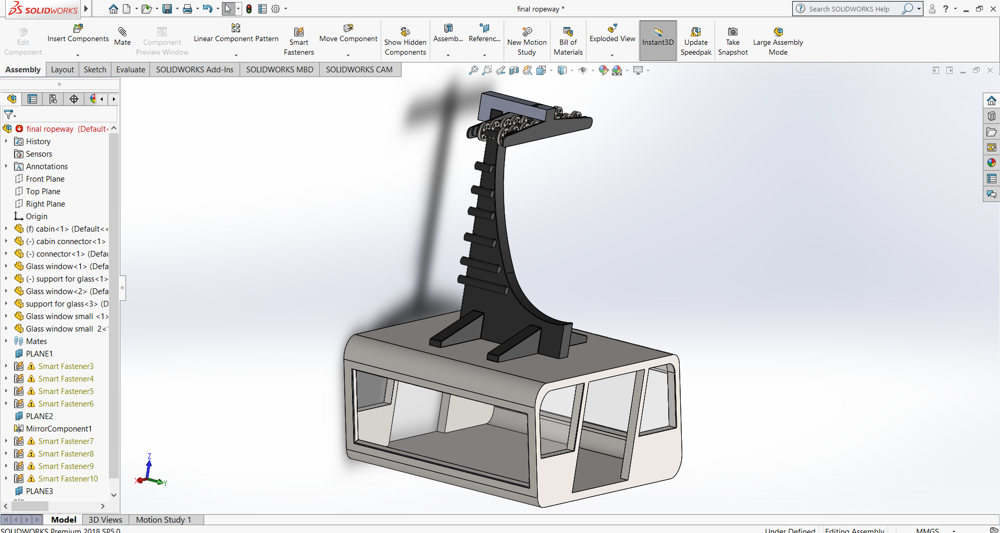 SOLIDWORKS
final ropeway *
Search SOLIDWORKS Help
Edit
Component
Insert Components
Mate
Component
Preview Window
Linear Component Pattern
Smart
Fasteners
Move Component
Show Hidden
Components
Assemb...
Referenc...
New Motion
Study
Bill of
Materials
Exploded View
Instant3D
Update
Speedpak
Take
Snapshot
Large Assembly
Mode
Assembly
Layout
Sketch
Evaluate
SOLIDWORKS Add-Ins
SOLIDWORKS MBD
SOLIDWORKS CAM
final ropeway (Default<
History
Sensors
Annotations
Front Plane
Top Plane
Right Plane
Origin
(f) cabin<1> (Default<<
(-) cabin connector<1>
(-) connector<1> (Defau
Glass window<1> (Defa
(-) support for glass<1>
Glass window<2> (Defa
support for glass<3> (D
Glass window small <1>
Glass window small 2<
Mates
PLANE1
Smart Fastener3
Smart Fastener4
Smart Fastener5
Smart Fastener6
PLANE2
MirrorComponent1
Smart Fastener7
Smart Fastener8
Smart Fastener9
Smart Fastener10
PLANE3
Z
X
Y
Model
3D Views
Motion Study 1
SOLIDWORKS Premium 2018 SP5.0
Under Defined
Editing Assembly
MMGS